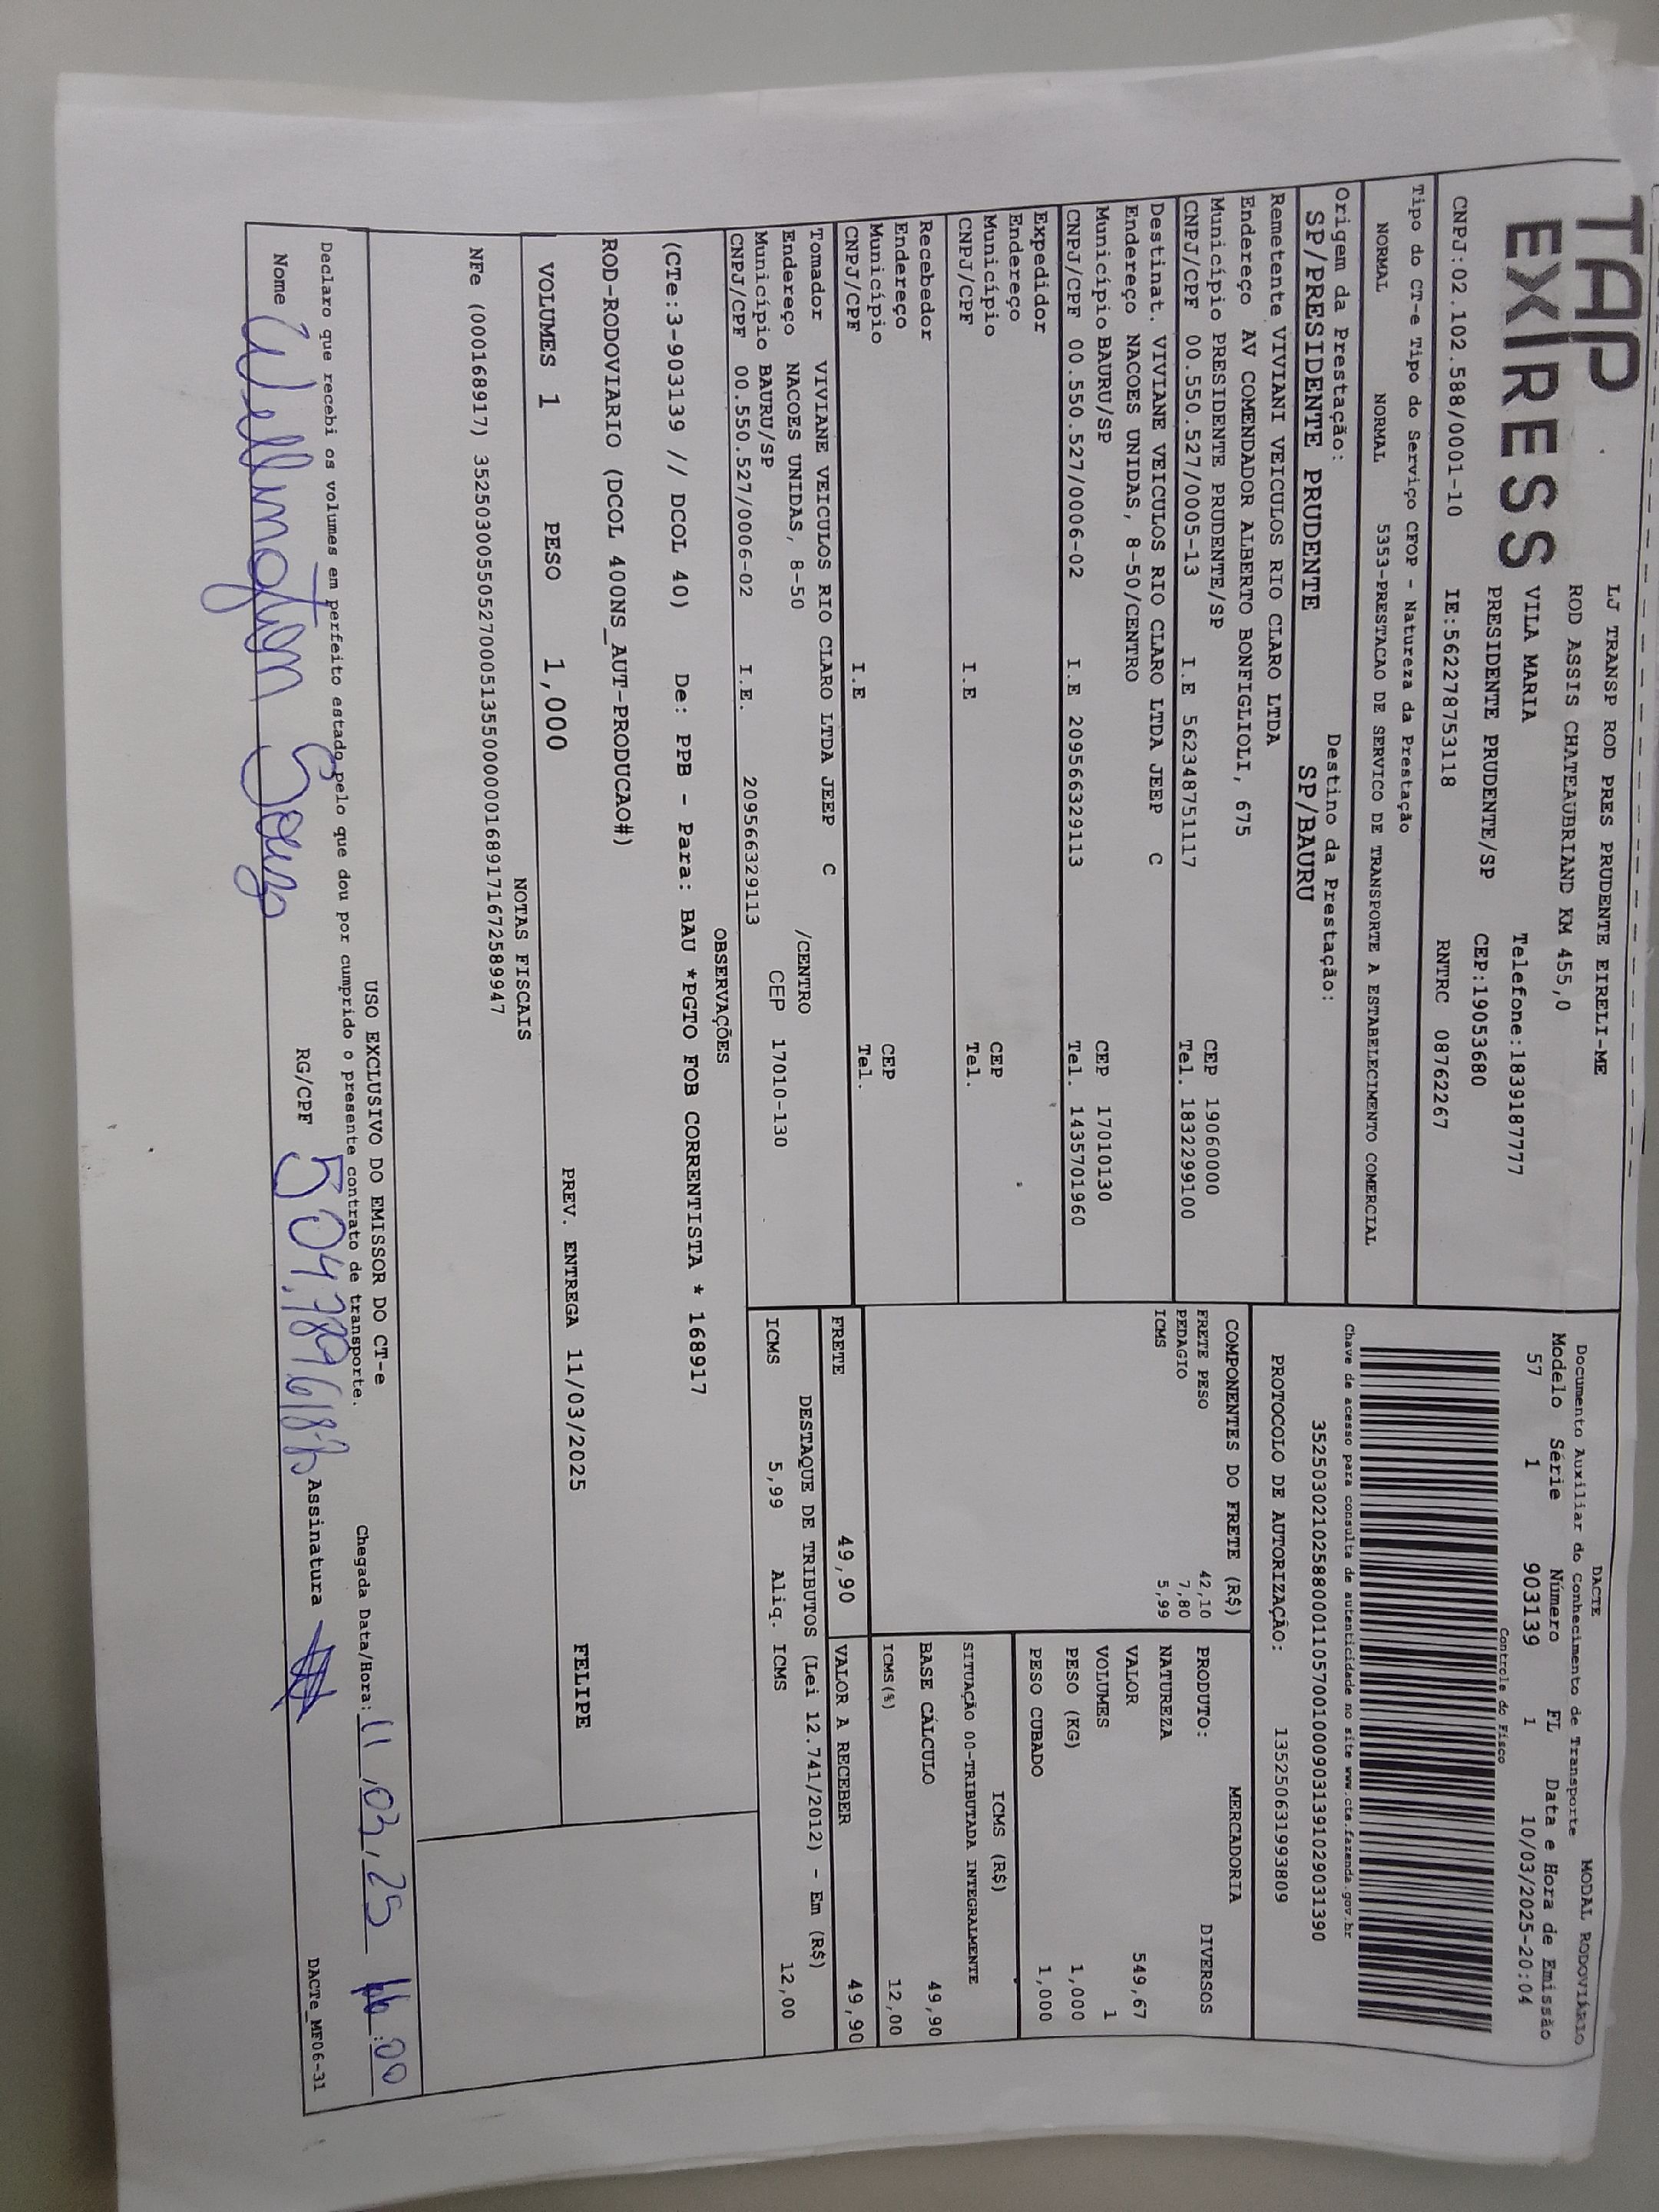 TAP
EXPRESS
LJ TRANSP ROD PRES PRUDENTE EIRELI-ME
ROD ASSIS CHATEAUBRIAND KM 455,0
VILA MARIA Telefone:1839187777
PRESIDENTE PRUDENTE/SP CEP:19053680
CNPJ:02.102.588/0001-10 IE:562278753118 RNTRC 08762267
Tipo do CT-e Tipo do Serviço CFOP - Natureza da Prestação
NORMAL NORMAL 5353-PRESTACAO DE SERVICO DE TRANSPORTE A ESTABELECIMENTO COMERCIAL
Origem da Prestação: Destino da Prestação:
SP/PRESIDENTE PRUDENTE SP/BAURU
DACTE
Documento Auxiliar do Conhecimento de Transporte MODAL RODOVIÁRIO
Modelo Série Número FL Data e Hora de Emissão
57 1 903139 1 10/03/2025-20:04
Controle do Fisco
Chave de acesso para consulta de autenticidade no site www.cte.fazenda.gov.br
35250302102588000110570010009031391029031390
PROTOCOLO DE AUTORIZAÇÃO: 135250631993809
Remetente VIVIANI VEICULOS RIO CLARO LTDA
Endereço AV COMENDADOR ALBERTO BONFIGLIOLI, 675
Município PRESIDENTE PRUDENTE/SP CEP 19060000
CNPJ/CPF 00.550.527/0005-13 I.E 562348751117 Tel. 1832299100
Destinat. VIVIANE VEICULOS RIO CLARO LTDA JEEP C
Endereço NACOES UNIDAS, 8-50/CENTRO
Município BAURU/SP CEP 17010130
CNPJ/CPF 00.550.527/0006-02 I.E 209566329113 Tel. 1435701960
Expedidor
Endereço
Município CEP
CNPJ/CPF I.E Tel.
Recebedor
Endereço
Município CEP
CNPJ/CPF I.E Tel.
Tomador VIVIANE VEICULOS RIO CLARO LTDA JEEP C
Endereço NACOES UNIDAS, 8-50 /CENTRO
Município BAURU/SP CEP 17010-130
CNPJ/CPF 00.550.527/0006-02 I.E. 209566329113
COMPONENTES DO FRETE (R$)
FRETE PESO 42,10
PEDAGIO 7,80
ICMS 5,99
MERCADORIA
PRODUTO: DIVERSOS
NATUREZA
VALOR 549,67
VOLUMES 1
PESO (KG) 1,000
PESO CUBADO 1,000
ICMS (R$)
SITUAÇÃO 00-TRIBUTADA INTEGRALMENTE
BASE CÁLCULO 49,90
ICMS(%) 12,00
FRETE 49,90 VALOR A RECEBER 49,90
DESTAQUE DE TRIBUTOS (Lei 12.741/2012) - Em (R$)
ICMS 5,99 Aliq. ICMS 12,00
OBSERVAÇÕES
(CTe:3-903139 // DCOL 40) De: PPB - Para: BAU *PGTO FOB CORRENTISTA * 168917
ROD-RODOVIARIO (DCOL 400NS_AUT-PRODUCAO#)
VOLUMES 1 PESO 1,000 PREV. ENTREGA 11/03/2025 FELIPE
NOTAS FISCAIS
NFe (000168917) 35250300550527000513550000001689171672589947
USO EXCLUSIVO DO EMISSOR DO CT-e
Declaro que recebi os volumes em perfeito estado pelo que dou por cumprido o presente contrato de transporte.
Chegada Data/Hora: 11/03/25 :00
Nome Wellington Souza RG/CPF Assinatura
DACTe_MF06-31